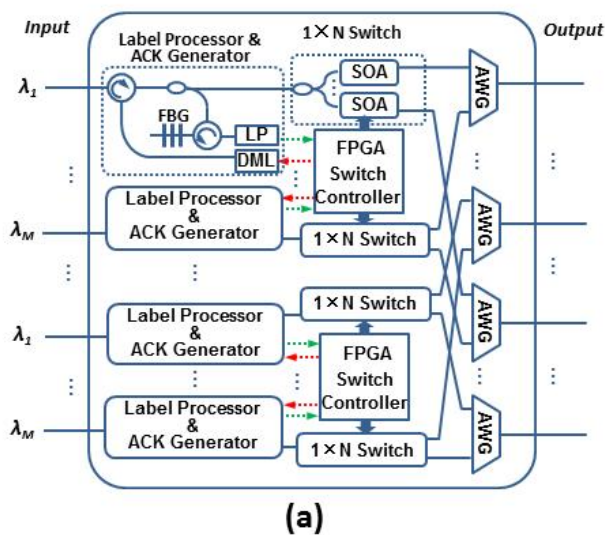 Input
Output
Label Processor &
ACK Generator
1×N Switch
λ1
SOA
SOA
AWG
FBG
LP
DML
FPGA
Switch
Controller
Label Processor
&
ACK Generator
λM
1×N Switch
AWG
λ1
Label Processor
&
ACK Generator
1×N Switch
AWG
FPGA
Switch
Controller
λM
Label Processor
&
ACK Generator
1×N Switch
AWG
(a)